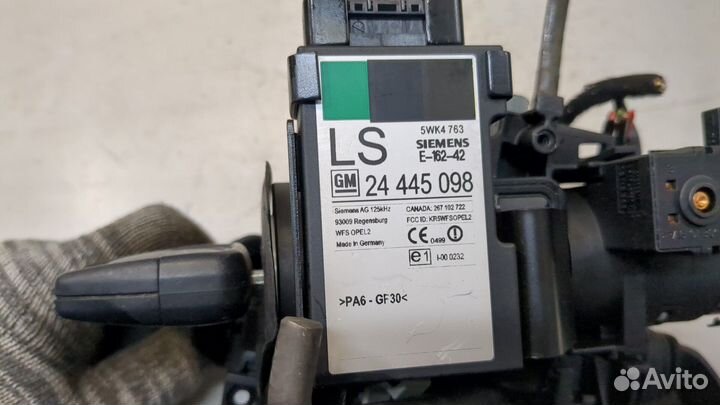 5WK4 763
LS
SIEMENS
E-162-42
GM 24 445 098
Siemens AG 125kHz
93009 Regensburg
WFS OPEL2
Made in Germany
CANADA: 267 102 722
FCC ID: KR5WFSOPEL2
CE 0499
e1 I-00 0232
>PA6 - GF30<
Avito